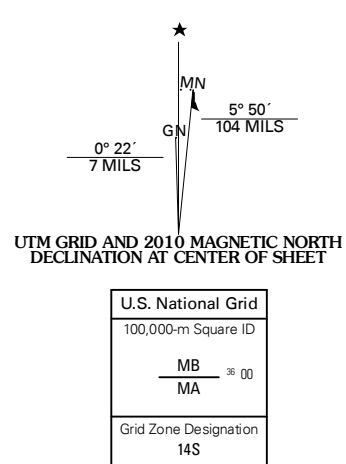 MN
GN
5° 50´
104 MILS
0° 22´
7 MILS
UTM GRID AND 2010 MAGNETIC NORTH
DECLINATION AT CENTER OF SHEET
U.S. National Grid
100,000-m Square ID
MB
MA
36 00
Grid Zone Designation
14S